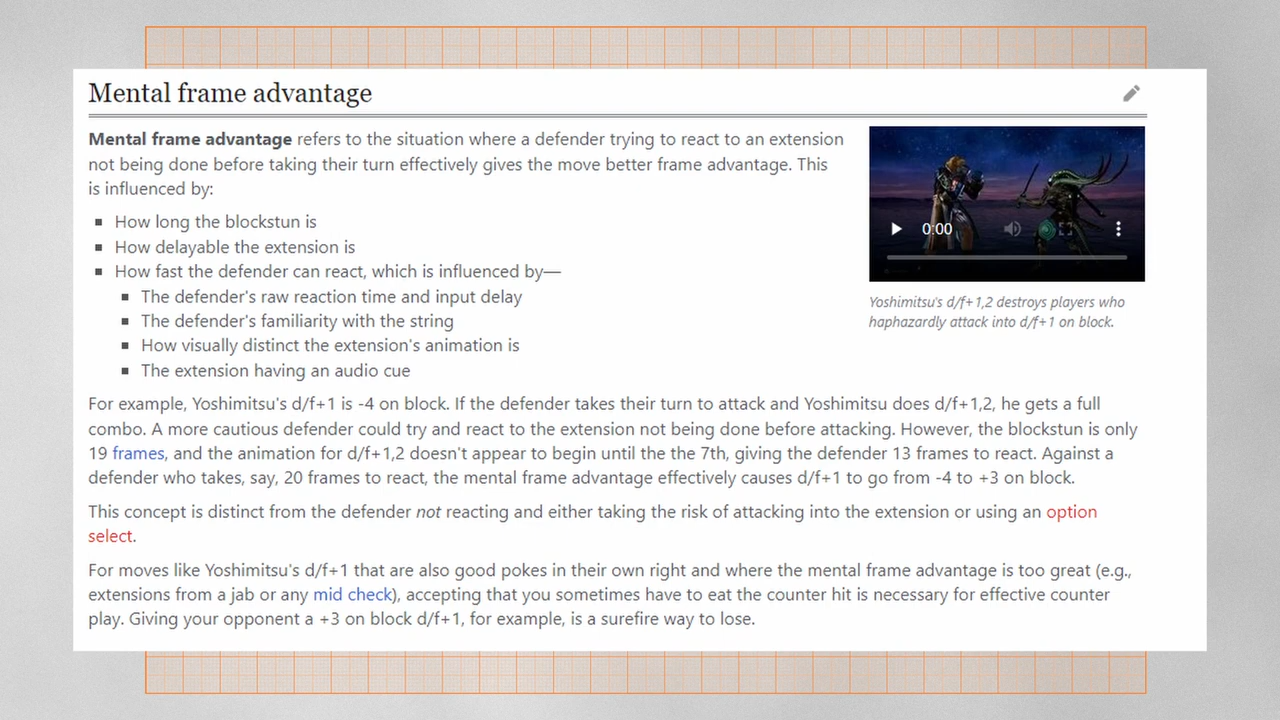 Mental frame advantage
Mental frame advantage refers to the situation where a defender trying to react to an extension
not being done before taking their turn effectively gives the move better frame advantage. This
is influenced by:
How long the blockstun is
How delayable the extension is
How fast the defender can react, which is influenced by—
The defender's raw reaction time and input delay
The defender's familiarity with the string
How visually distinct the extension's animation is
The extension having an audio cue
0:00
Yoshimitsu's d/f+1,2 destroys players who
haphazardly attack into d/f+1 on block.
For example, Yoshimitsu's d/f+1 is -4 on block. If the defender takes their turn to attack and Yoshimitsu does d/f+1,2, he gets a full
combo. A more cautious defender could try and react to the extension not being done before attacking. However, the blockstun is only
19 frames, and the animation for d/f+1,2 doesn't appear to begin until the the 7th, giving the defender 13 frames to react. Against a
defender who takes, say, 20 frames to react, the mental frame advantage effectively causes d/f+1 to go from -4 to +3 on block.
This concept is distinct from the defender not reacting and either taking the risk of attacking into the extension or using an option
select.
For moves like Yoshimitsu's d/f+1 that are also good pokes in their own right and where the mental frame advantage is too great (e.g.,
extensions from a jab or any mid check), accepting that you sometimes have to eat the counter hit is necessary for effective counter
play. Giving your opponent a +3 on block d/f+1, for example, is a surefire way to lose.